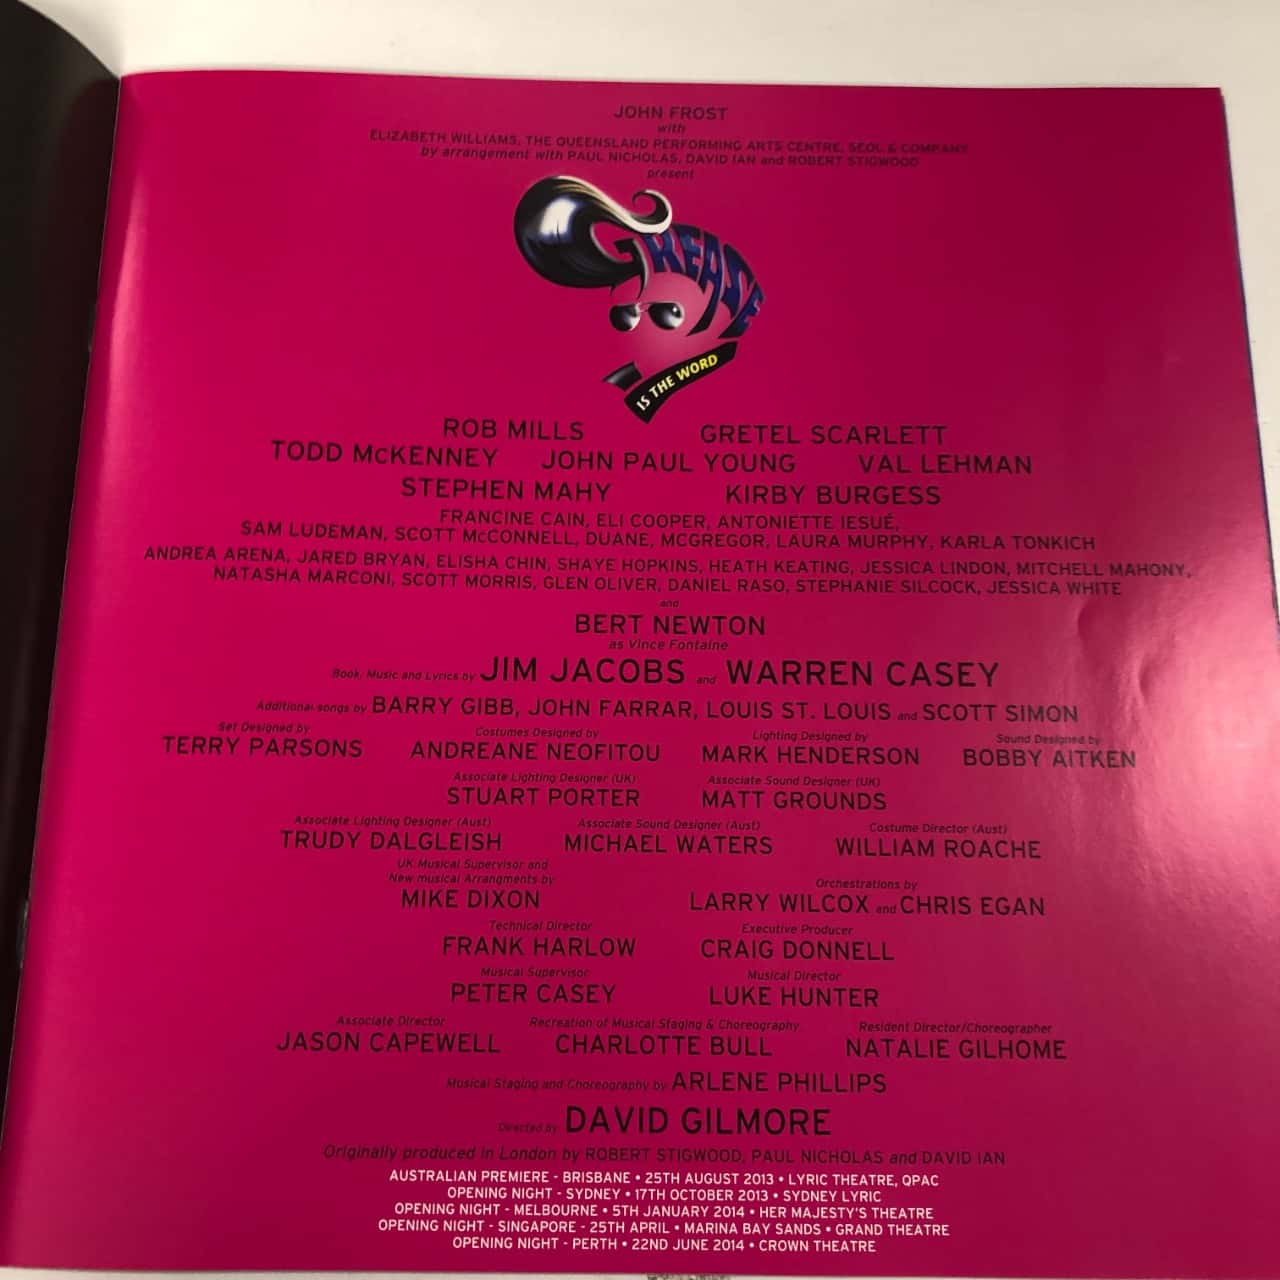 JOHN FROST
with
ELIZABETH WILLIAMS, THE QUEENSLAND PERFORMING ARTS CENTRE, SEOL & COMPANY
by arrangement with PAUL NICHOLAS, DAVID IAN and ROBERT STIGWOOD
present
GREASE
IS THE WORD
ROB MILLS GRETEL SCARLETT
TODD McKENNEY JOHN PAUL YOUNG VAL LEHMAN
STEPHEN MAHY KIRBY BURGESS
FRANCINE CAIN, ELI COOPER, ANTONIETTE IESUÉ,
SAM LUDEMAN, SCOTT McCONNELL, DUANE, MCGREGOR, LAURA MURPHY, KARLA TONKICH
ANDREA ARENA, JARED BRYAN, ELISHA CHIN, SHAYE HOPKINS, HEATH KEATING, JESSICA LINDON, MITCHELL MAHONY,
NATASHA MARCONI, SCOTT MORRIS, GLEN OLIVER, DANIEL RASO, STEPHANIE SILCOCK, JESSICA WHITE
and
BERT NEWTON
as Vince Fontaine
Book, Music and Lyrics by JIM JACOBS and WARREN CASEY
Additional songs by BARRY GIBB, JOHN FARRAR, LOUIS ST. LOUIS and SCOTT SIMON
Set Designed by Costumes Designed by Lighting Designed by Sound Designed by
TERRY PARSONS ANDREANE NEOFITOU MARK HENDERSON BOBBY AITKEN
Associate Lighting Designer (UK) Associate Sound Designer (UK)
STUART PORTER MATT GROUNDS
Associate Lighting Designer (Aust) Associate Sound Designer (Aust) Costume Director (Aust)
TRUDY DALGLEISH MICHAEL WATERS WILLIAM ROACHE
UK Musical Supervisor and
New musical Arrangments by Orchestrations by
MIKE DIXON LARRY WILCOX and CHRIS EGAN
Technical Director Executive Producer
FRANK HARLOW CRAIG DONNELL
Musical Supervisor Musical Director
PETER CASEY LUKE HUNTER
Associate Director Recreation of Musical Staging & Choreography Resident Director/Choreographer
JASON CAPEWELL CHARLOTTE BULL NATALIE GILHOME
Musical Staging and Choreography by ARLENE PHILLIPS
Directed by DAVID GILMORE
Originally produced in London by ROBERT STIGWOOD, PAUL NICHOLAS and DAVID IAN
AUSTRALIAN PREMIERE - BRISBANE • 25TH AUGUST 2013 • LYRIC THEATRE, QPAC
OPENING NIGHT - SYDNEY • 17TH OCTOBER 2013 • SYDNEY LYRIC
OPENING NIGHT - MELBOURNE • 5TH JANUARY 2014 • HER MAJESTY'S THEATRE
OPENING NIGHT - SINGAPORE - 25TH APRIL • MARINA BAY SANDS • GRAND THEATRE
OPENING NIGHT - PERTH • 22ND JUNE 2014 • CROWN THEATRE